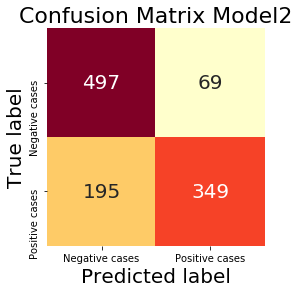 Confusion Matrix Model2
True label
Negative cases
497 69
Positive cases
195 349
Negative cases Positive cases
Predicted label